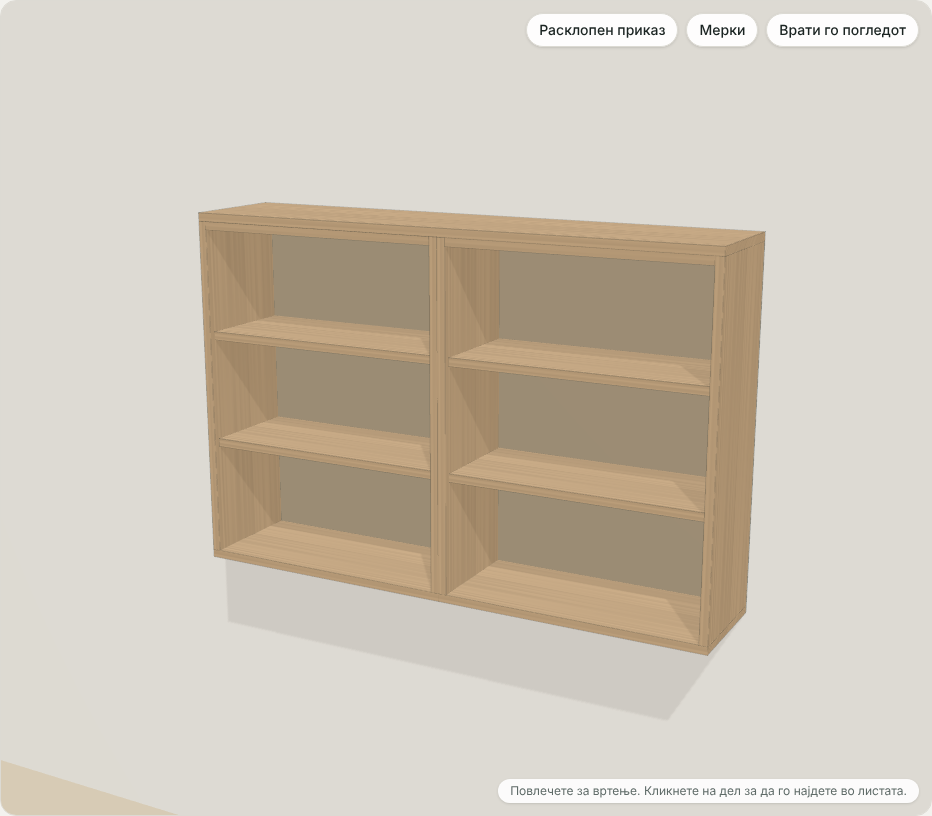 Расклопен приказ
Мерки
Врати го погледот
Повлечете за вртење. Кликнете на дел за да го најдете во листата.